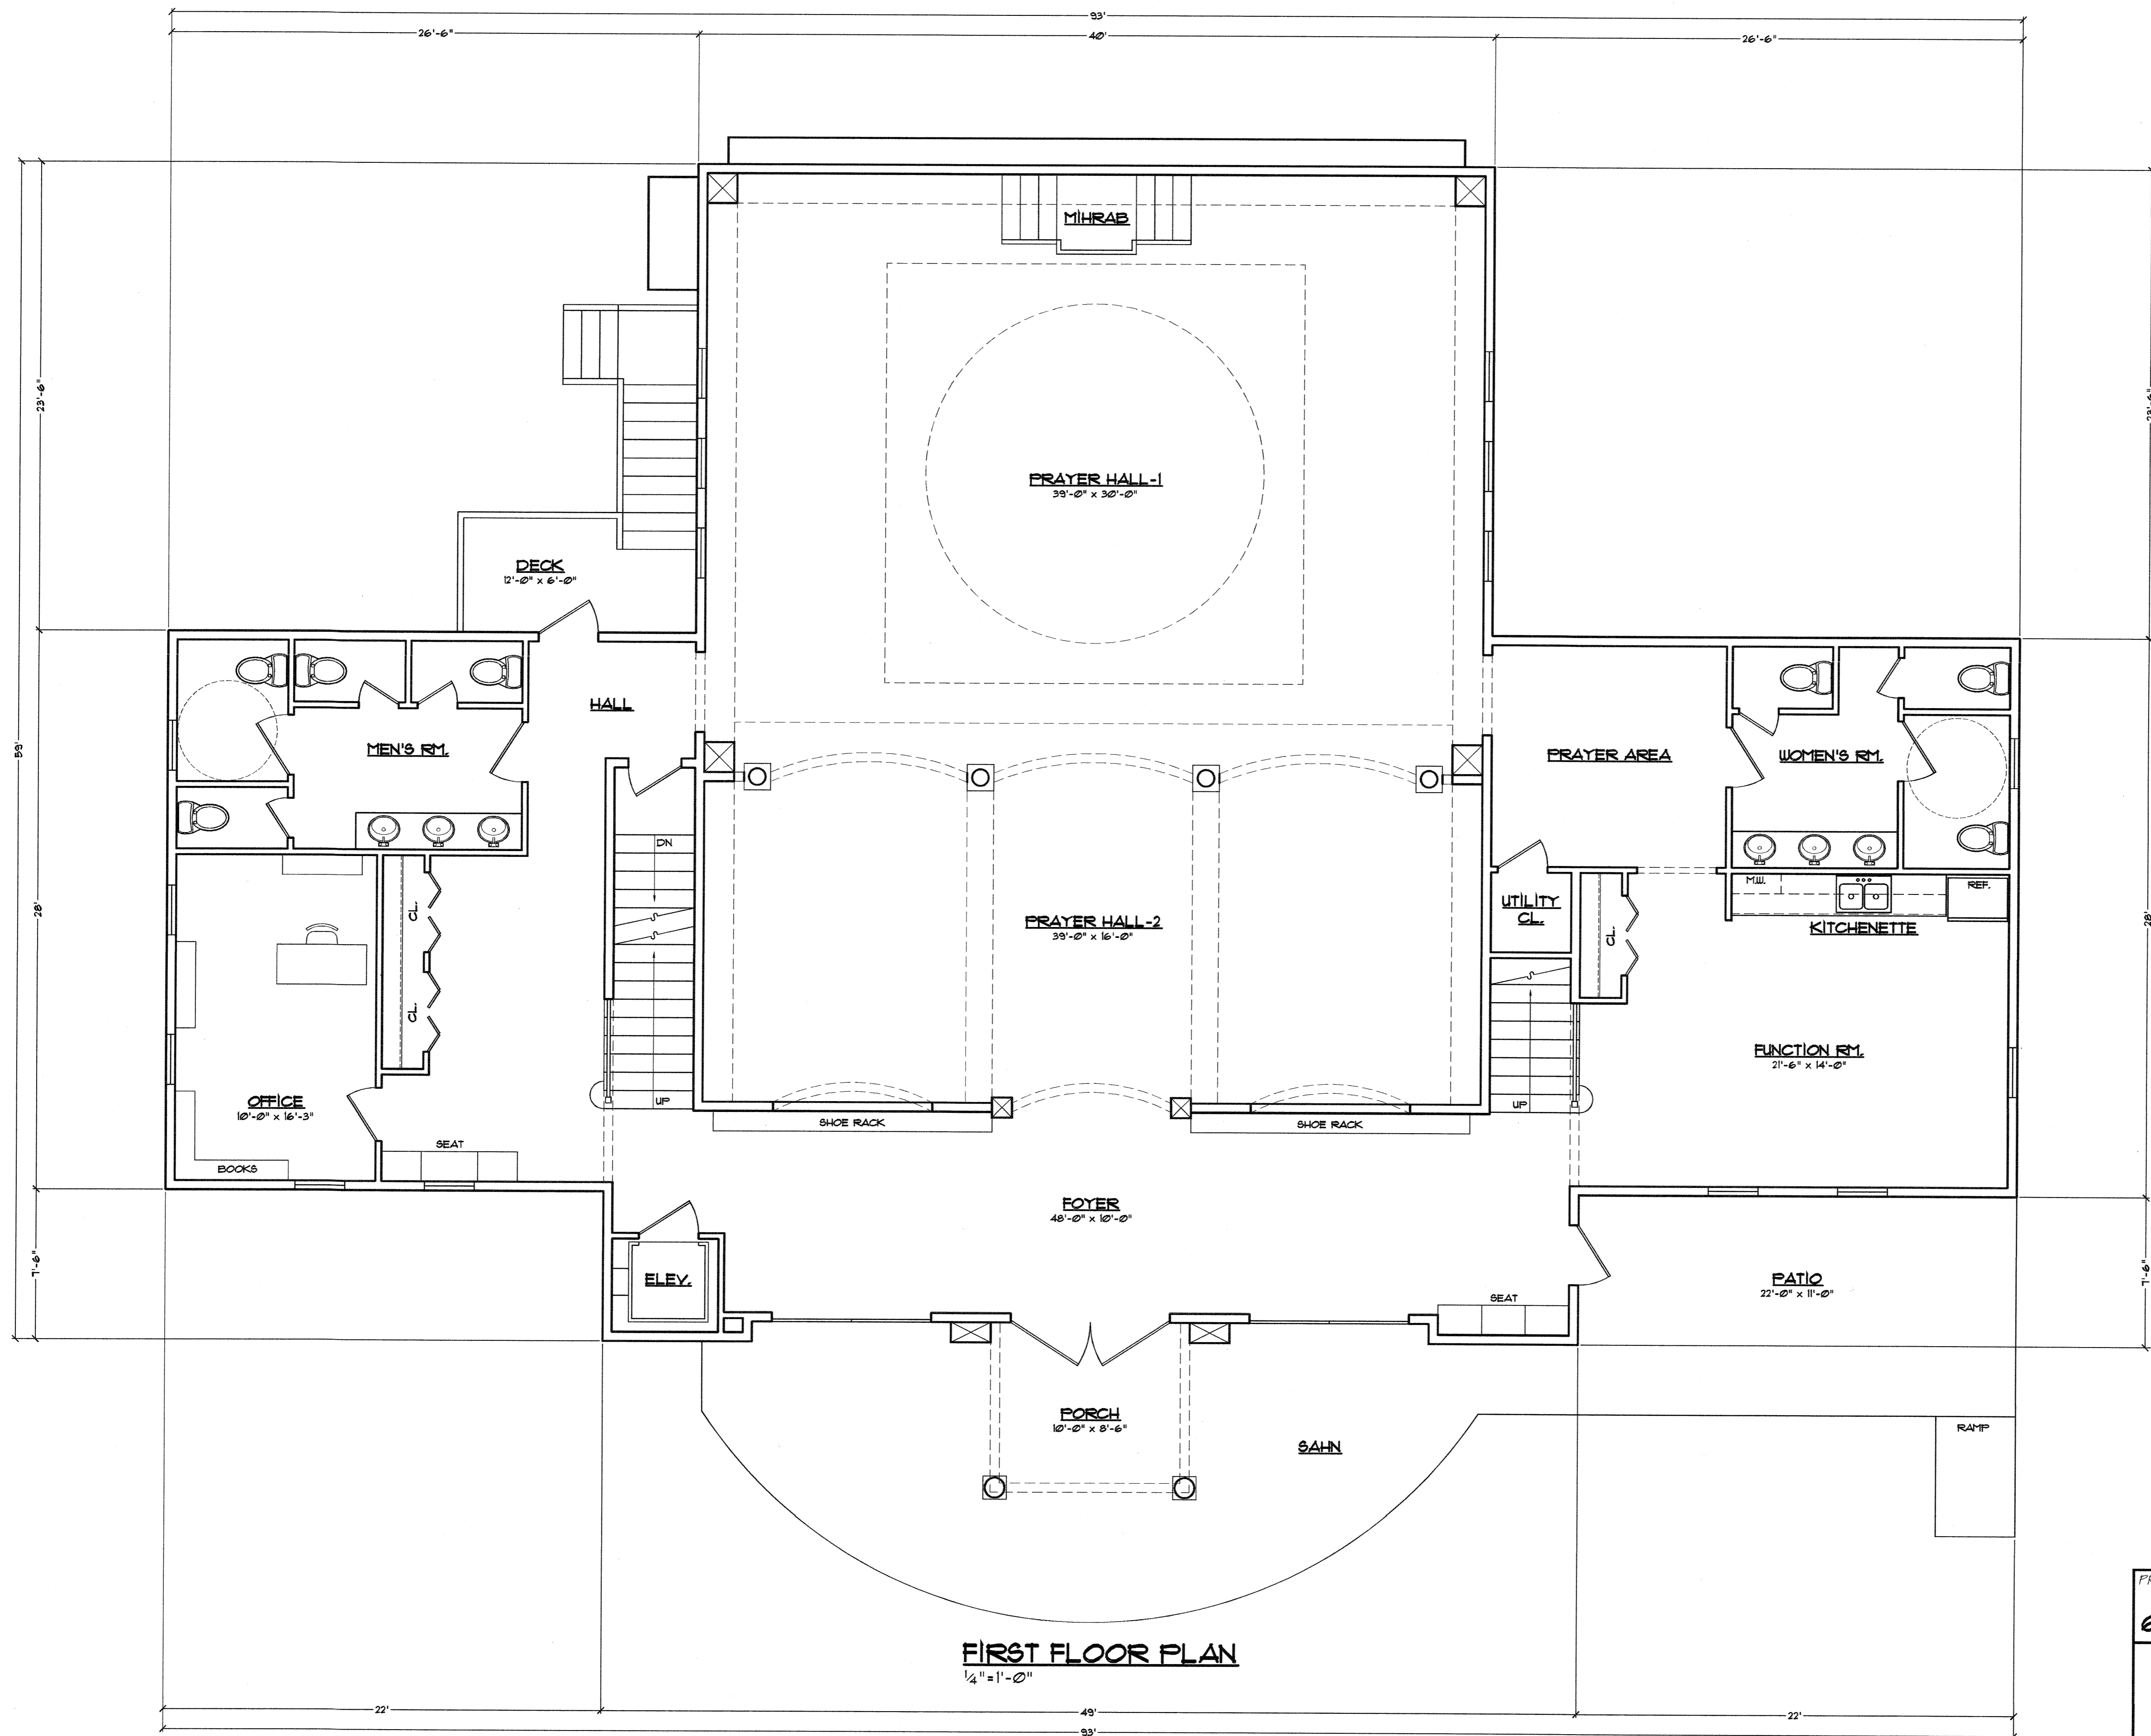 93'
26'-6"
40'
26'-6"
MIHRAB
23'-6"
23'-6"
PRAYER HALL-1
39'-0" x 30'-0"
DECK
12'-0" x 6'-0"
HALL
59'
MEN'S RM.
PRAYER AREA
WOMEN'S RM.
DN
M.W.
REF.
CL.
28'
PRAYER HALL-2
39'-0" x 16'-0"
UTILITY
CL.
CL.
KITCHENETTE
28'
CL.
FUNCTION RM.
21'-6" x 14'-0"
OFFICE
10'-0" x 16'-3"
UP
UP
SHOE RACK
SHOE RACK
SEAT
BOOKS
FOYER
48'-0" x 10'-0"
7'-6"
ELEV.
PATIO
22'-0" x 11'-0"
7'-6"
SEAT
PORCH
10'-0" x 8'-6"
SAHN
RAMP
FIRST FLOOR PLAN
1/4"=1'-0"
22'
49'
22'
93'